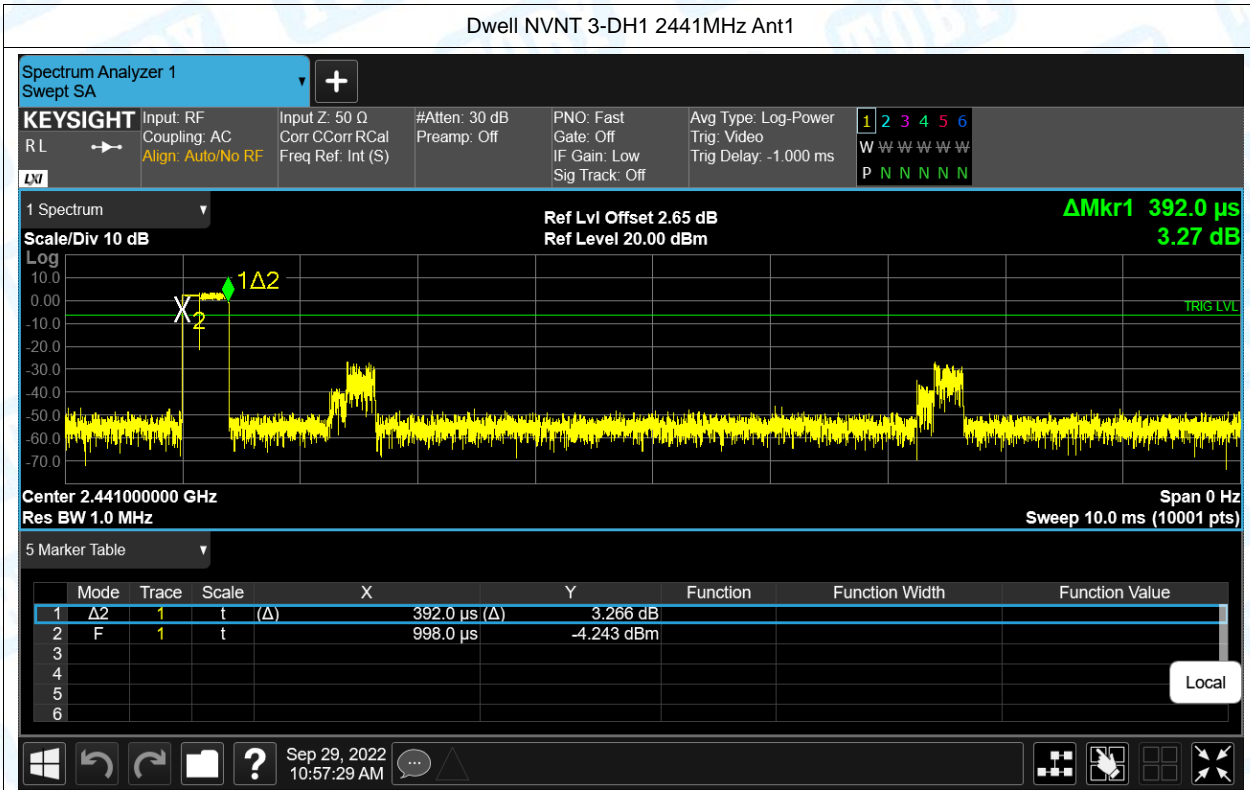 Dwell NVNT 3-DH1 2441MHz Ant1
Spectrum Analyzer 1
Swept SA
KEYSIGHT Input: RF Input Z: 50 Ω #Atten: 30 dB PNO: Fast Avg Type: Log-Power 1 2 3 4 5 6
R L Coupling: AC Corr CCorr RCal Preamp: Off Gate: Off Trig: Video W W W W W W
Align: Auto/No RF Freq Ref: Int (S) IF Gain: Low Trig Delay: -1.000 ms
LXI Sig Track: Off P N N N N N
1 Spectrum
Ref Lvl Offset 2.65 dB ΔMkr1 392.0 µs
Scale/Div 10 dB Ref Level 20.00 dBm 3.27 dB
Log
10.0 1Δ2
0.00 TRIG LVL
-10.0 2
-20.0
-30.0
-40.0
-50.0
-60.0
-70.0
Center 2.441000000 GHz Span 0 Hz
Res BW 1.0 MHz Sweep 10.0 ms (10001 pts)
5 Marker Table
Mode Trace Scale X Y Function Function Width Function Value
1 Δ2 1 t (Δ) 392.0 µs (Δ) 3.266 dB
2 F 1 t 998.0 µs -4.243 dBm
3
4
5
6
Local
? Sep 29, 2022
10:57:29 AM